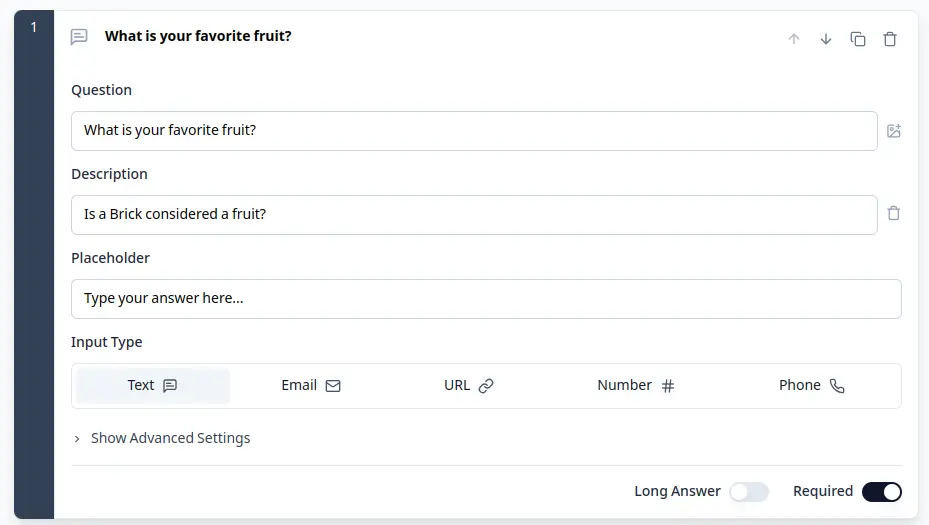 1
What is your favorite fruit?
Question
What is your favorite fruit?
Description
Is a Brick considered a fruit?
Placeholder
Type your answer here...
Input Type
Text Email URL Number Phone
Show Advanced Settings
Long Answer Required